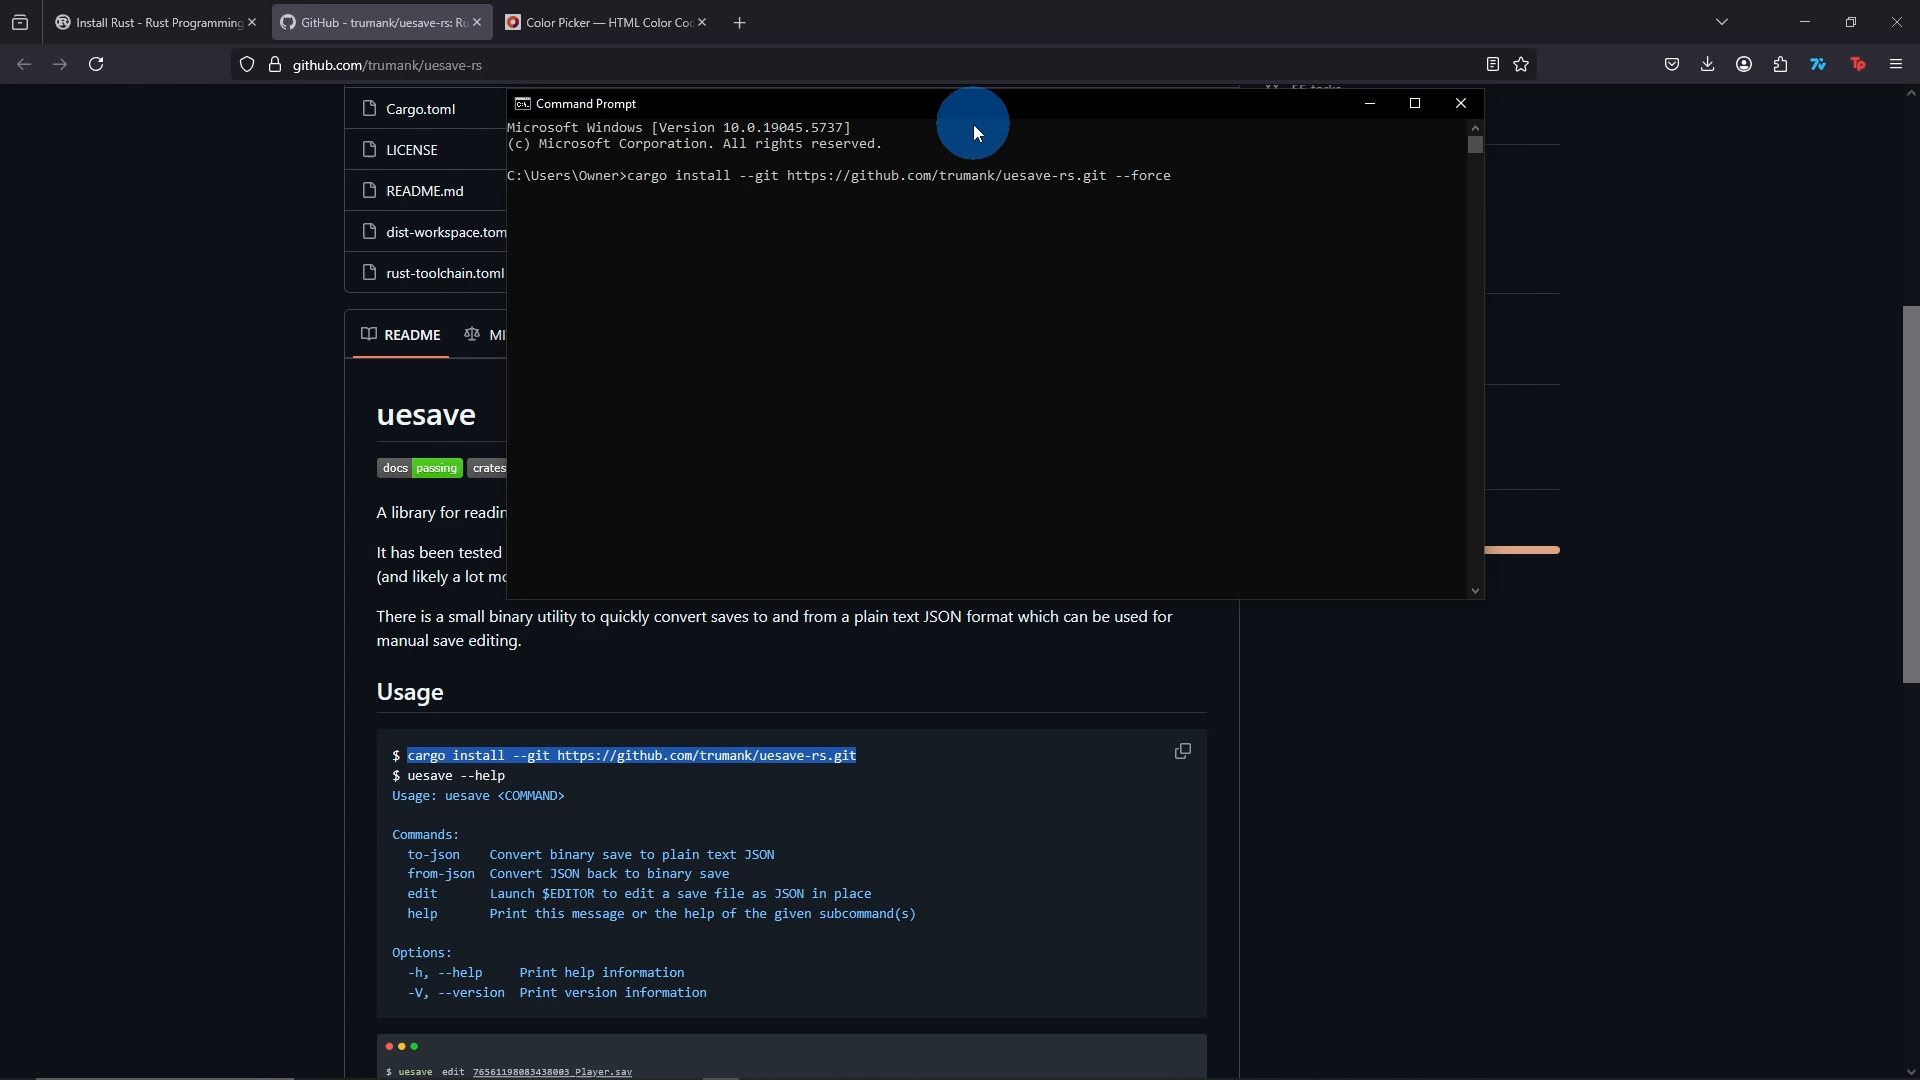 Install Rust - Rust Programming
GitHub - trumank/uesave-rs: Ru
Color Picker — HTML Color Co
github.com/trumank/uesave-rs
Cargo.toml
LICENSE
README.md
dist-workspace.tom
rust-toolchain.toml
Command Prompt
Microsoft Windows [Version 10.0.19045.5737]
(c) Microsoft Corporation. All rights reserved.
C:\Users\Owner>cargo install --git https://github.com/trumank/uesave-rs.git --force
README
MI
uesave
docs passing crates
A library for readin
It has been tested
(and likely a lot mo
There is a small binary utility to quickly convert saves to and from a plain text JSON format which can be used for
manual save editing.
Usage
$ cargo install --git https://github.com/trumank/uesave-rs.git
$ uesave --help
Usage: uesave <COMMAND>
Commands:
to-json Convert binary save to plain text JSON
from-json Convert JSON back to binary save
edit Launch $EDITOR to edit a save file as JSON in place
help Print this message or the help of the given subcommand(s)
Options:
-h, --help Print help information
-V, --version Print version information
$ uesave edit 76561198083438003_Player.sav